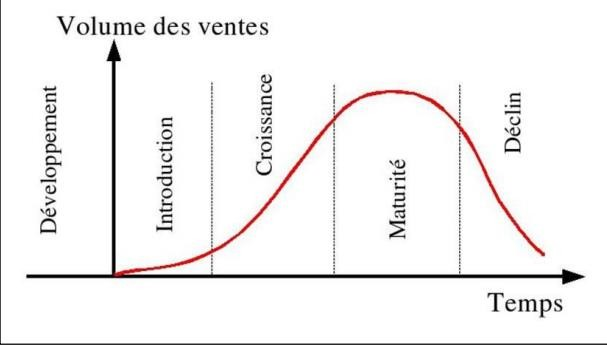 Volume des ventes
Développement
Introduction
Croissance
Maturité
Déclin
Temps